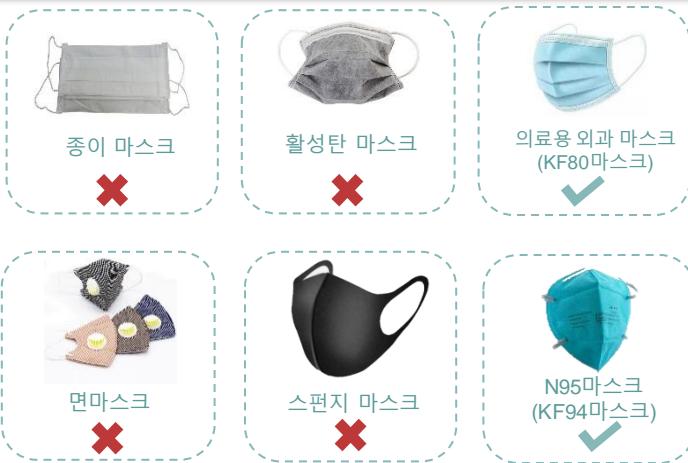 종이 마스크
활성탄 마스크
의료용 외과 마스크
(KF80마스크)
면마스크
스펀지 마스크
N95마스크
(KF94마스크)